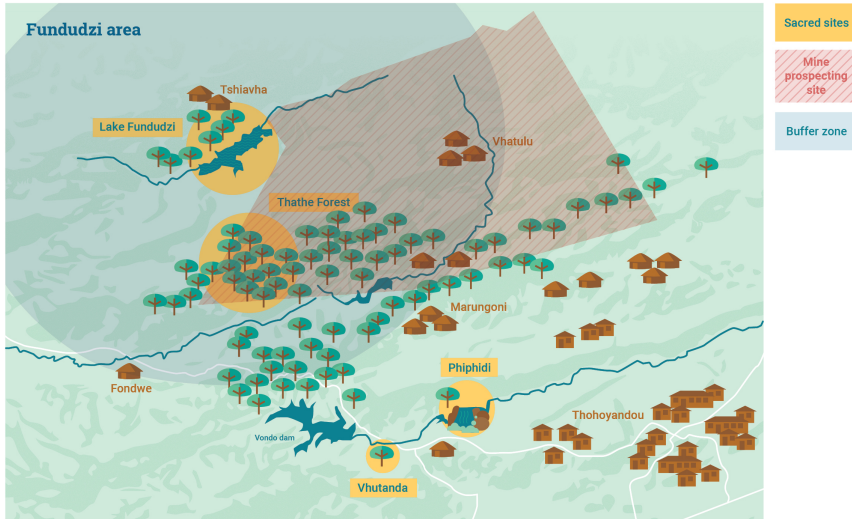 Fundudzi area
Sacred sites
Mine
prospecting
site
Buffer zone
Tshiavha
Lake Fundudzi
Vhatulu
Thathe Forest
Marungoni
Fondwe
Phiphidi
Thohoyandou
Vondo dam
Vhutanda